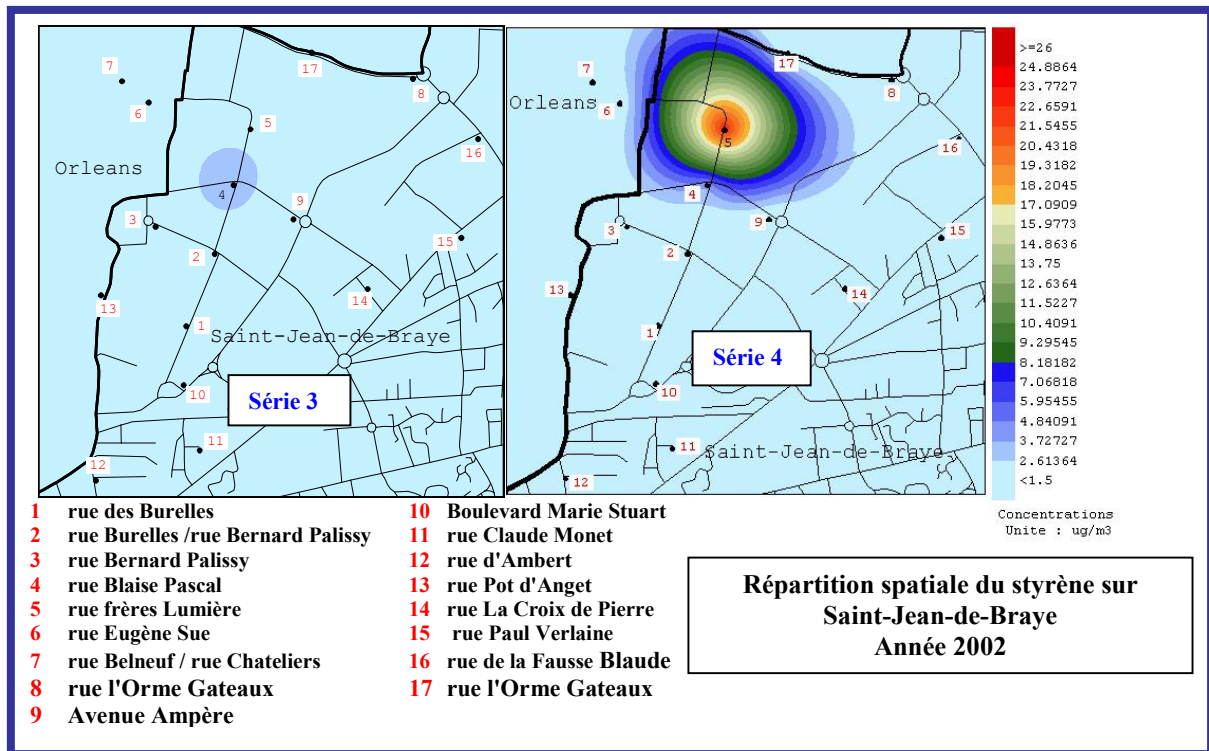 7
17
8
6
5
16
Orleans
4
9
3
15
2
14
13
1
Saint-Jean-de-Braye
10
Série 3
11
12
7
17
8
Orleans
6
5
16
4
9
3
15
2
13
14
1
Série 4
10
11
Saint-Jean-de-Braye
12
>=26
24.8864
23.7727
22.6591
21.5455
20.4318
19.3182
18.2045
17.0909
15.9773
14.8636
13.75
12.6364
11.5227
10.4091
9.29545
8.18182
7.06818
5.95455
4.84091
3.72727
2.61364
<1.5
Concentrations
Unite : ug/m3
1 rue des Burelles
2 rue Burelles /rue Bernard Palissy
3 rue Bernard Palissy
4 rue Blaise Pascal
5 rue frères Lumière
6 rue Eugène Sue
7 rue Belneuf / rue Chateliers
8 rue l'Orme Gateaux
9 Avenue Ampère
10 Boulevard Marie Stuart
11 rue Claude Monet
12 rue d'Ambert
13 rue Pot d'Anget
14 rue La Croix de Pierre
15 rue Paul Verlaine
16 rue de la Fausse Blaude
17 rue l'Orme Gateaux
Répartition spatiale du styrène sur
Saint-Jean-de-Braye
Année 2002